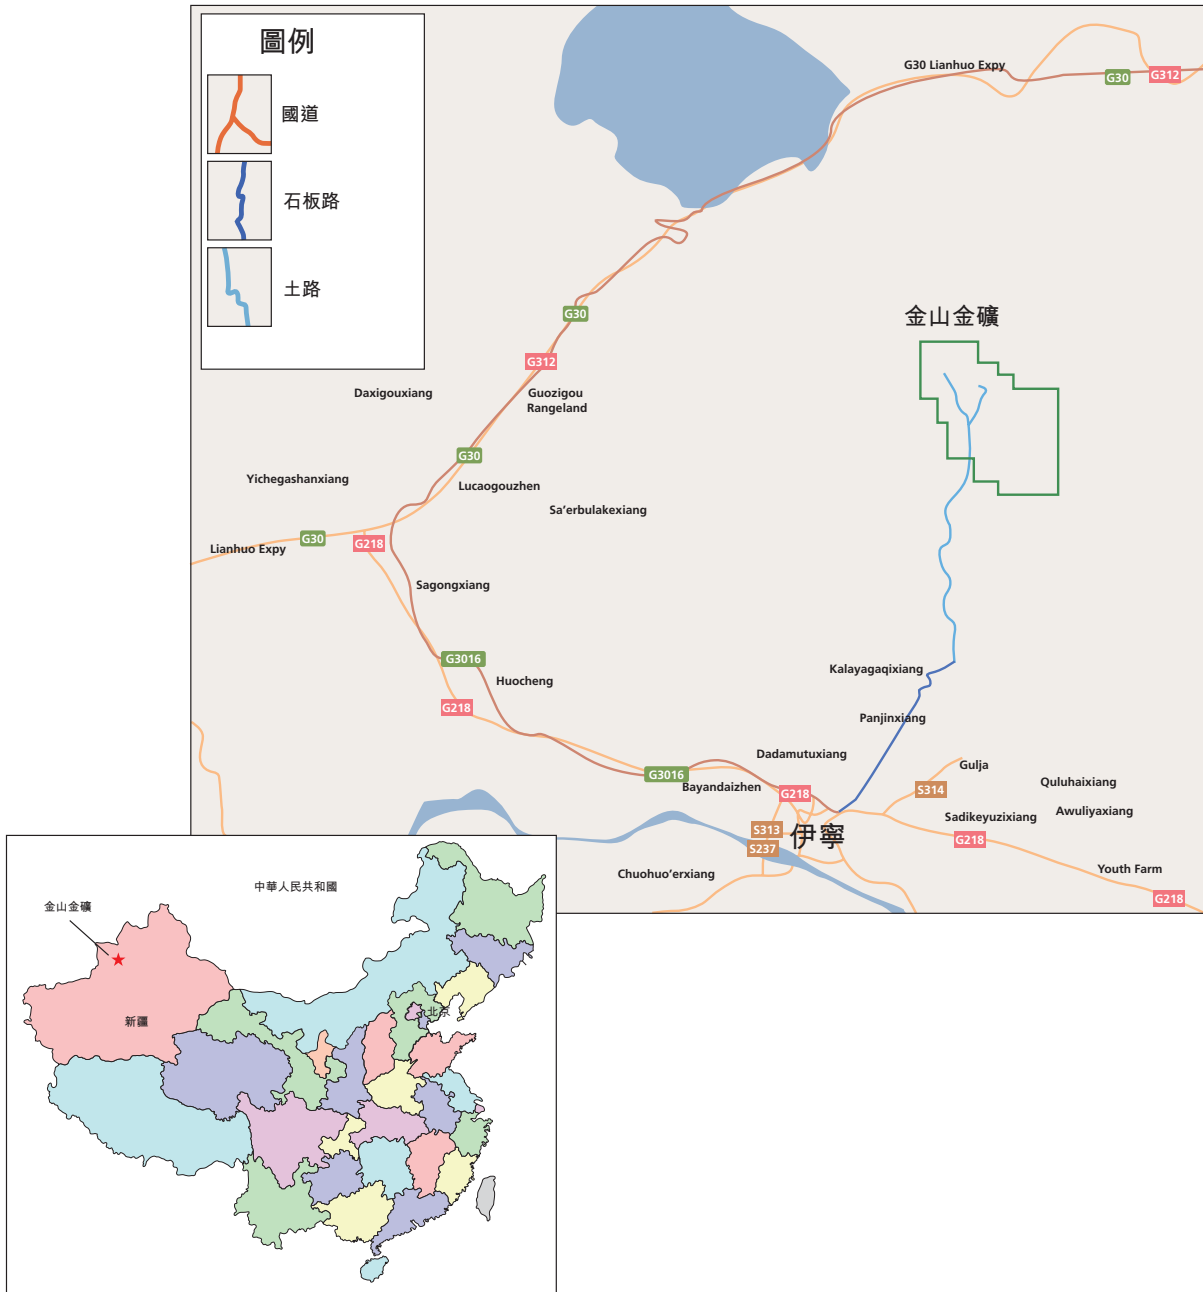 圖例
國道
石板路
土路
G30 Lianhuo Expy
G30
G312
G30
G312
金山金礦
Daxigouxiang
Guozigou
Rangeland
G30
Yichegashanxiang
Lucaogouzhen
Sa'erbulakexiang
G30
G218
Lianhuo Expy
Sagongxiang
G3016
Huocheng
Kalayagaqixiang
G218
Panjinxiang
Dadamutuxiang
G3016
Bayandaizhen
Gulja
G218
S314
Quluhaixiang
Sadikeyuzixiang
Awuliyaxiang
S313
伊寧
G218
S237
Chuohuo'erxiang
Youth Farm
G218
中華人民共和國
金山金礦
新疆
北京